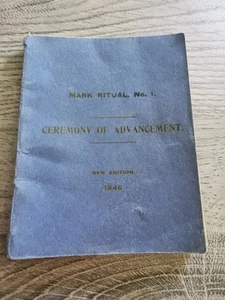 MARK RITUAL, No. 1.
CEREMONY OF ADVANCEMENT.
NEW EDITION
1946